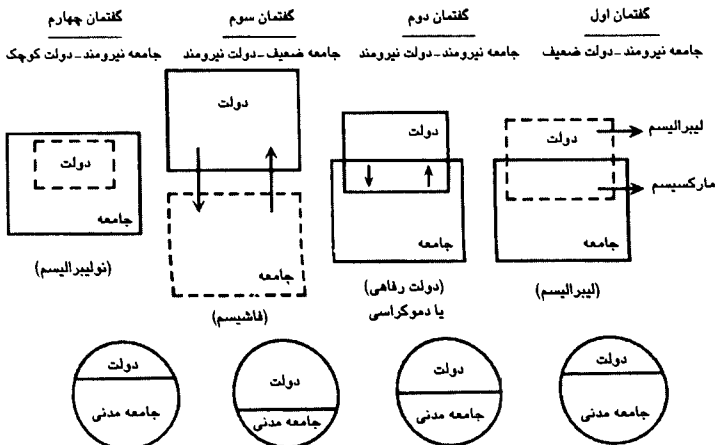 گفتمان اول
جامعه نیرومند-دولت ضعیف
دولت
لیبرالیسم
مارکسیسم
جامعه
(لیبرالیسم)
گفتمان دوم
جامعه نیرومند-دولت نیرومند
دولت
جامعه
(دولت رفاهی)
یا دموکراسی
گفتمان سوم
جامعه ضعیف-دولت نیرومند
دولت
جامعه
(فاشیسم)
گفتمان چهارم
جامعه نیرومند-دولت کوچک
دولت
جامعه
(نولیبرالیسم)
دولت
جامعه مدنی
دولت
جامعه مدنی
دولت
جامعه مدنی
دولت
جامعه مدنی